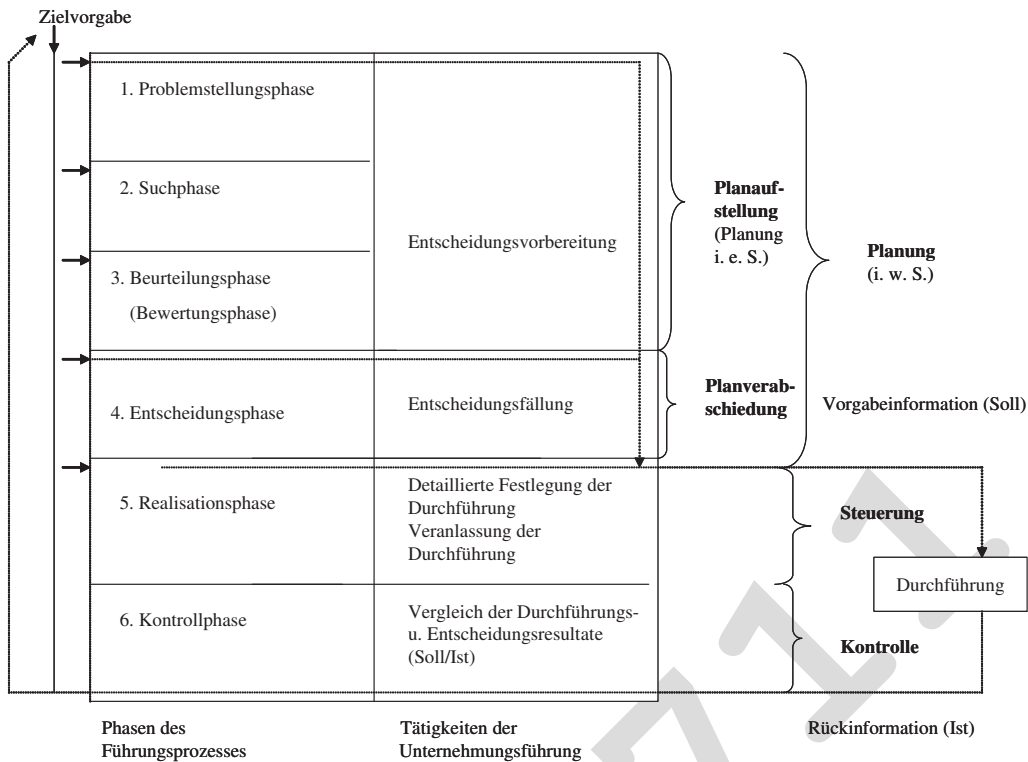 Zielvorgabe
1. Problemstellungsphase
2. Suchphase
3. Beurteilungsphase
(Bewertungsphase)
4. Entscheidungsphase
5. Realisationsphase
6. Kontrollphase
Entscheidungsvorbereitung
Entscheidungsfällung
Detaillierte Festlegung der
Durchführung
Veranlassung der
Durchführung
Vergleich der Durchführungs-
u. Entscheidungsresultate
(Soll/Ist)
Planauf-
stellung
(Planung
i. e. S.)
Planverab-
schiedung
Planung
(i. w. S.)
Vorgabeinformation (Soll)
Steuerung
Durchführung
Kontrolle
Rückinformation (Ist)
Phasen des
Führungsprozesses
Tätigkeiten der
Unternehmungsführung